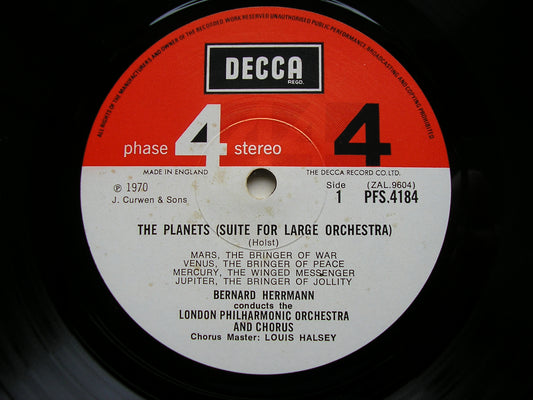 ALL RIGHTS OF THE MANUFACTURER AND OF THE OWNER OF THE RECORDED WORK RESERVED UNAUTHORISED PUBLIC PERFORMANCE, BROADCASTING AND COPYING PROHIBITED
DECCA
REGD.
phase 4 stereo 4
MADE IN ENGLAND THE DECCA RECORD CO. LTD.
℗ 1970 Side (ZAL.9604)
J. Curwen & Sons 1 PFS.4184
THE PLANETS (SUITE FOR LARGE ORCHESTRA)
(Holst)
MARS, THE BRINGER OF WAR
VENUS, THE BRINGER OF PEACE
MERCURY, THE WINGED MESSENGER
JUPITER, THE BRINGER OF JOLLITY
BERNARD HERRMANN
conducts the
LONDON PHILHARMONIC ORCHESTRA
AND CHORUS
Chorus Master: LOUIS HALSEY